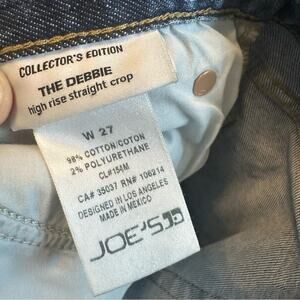 COLLECTOR'S EDITION
THE DEBBIE
high rise straight crop
W 27
98% COTTON/COTON
2% POLYURETHANE
CL#154M
CA# 35037 RN# 106214
DESIGNED IN LOS ANGELES
MADE IN MEXICO
JOE'S